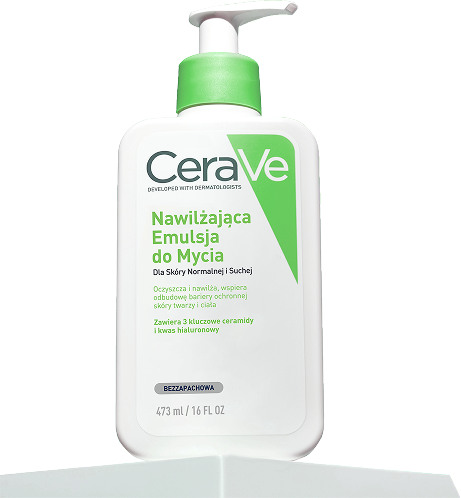 CeraVe
DEVELOPED WITH DERMATOLOGISTS
Nawilżająca
Emulsja
do Mycia
Dla Skóry Normalnej i Suchej
Oczyszcza i nawilża, wspiera
odbudowę bariery ochronnej
skóry twarzy i ciała
Zawiera 3 kluczowe ceramidy
i kwas hialuronowy
BEZZAPACHOWA
473 ml / 16 FL OZ